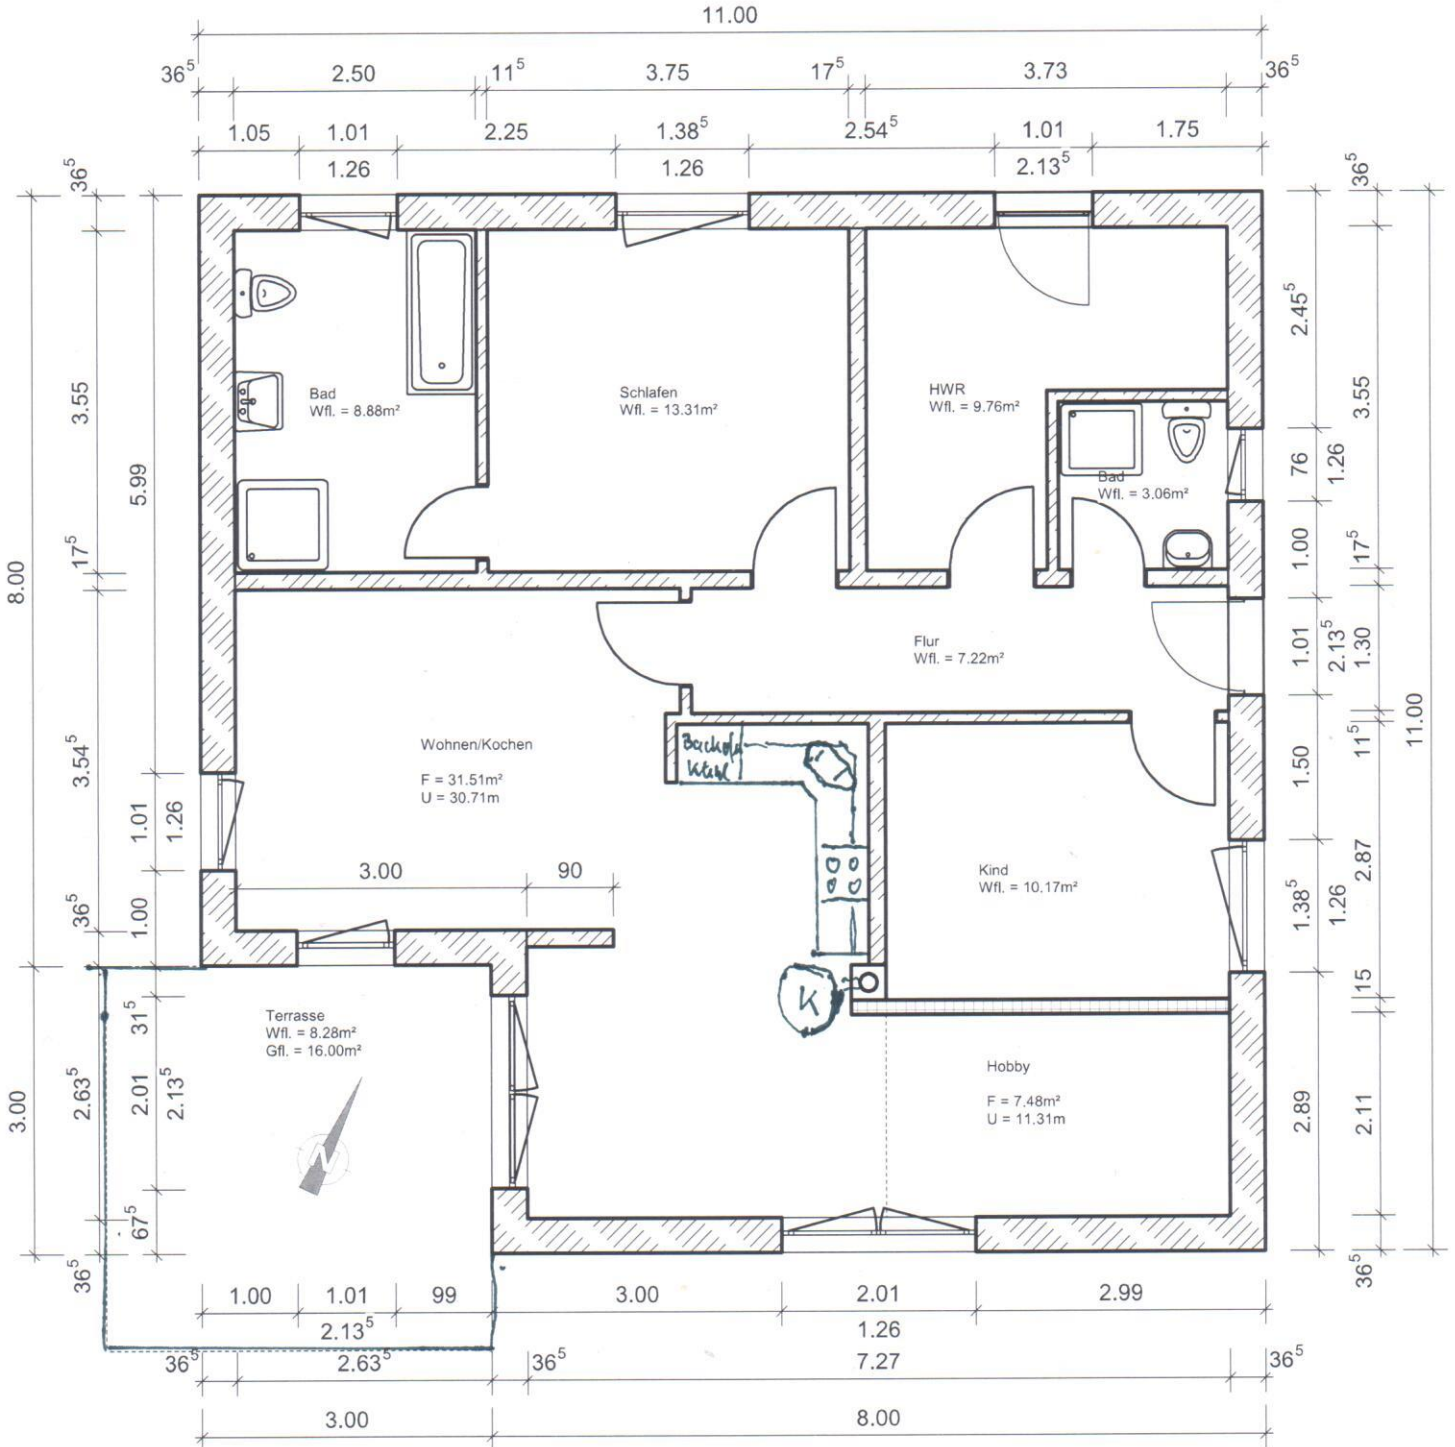 11.00
36⁵ 2.50 11⁵ 3.75 17⁵ 3.73 36⁵
1.05 1.01 2.25 1.38⁵ 2.54⁵ 1.01 1.75
1.26 1.26 2.13⁵
36⁵
3.55
17⁵
3.54⁵
36⁵
2.63⁵
36⁵
8.00
3.00
5.99
1.01
1.26
1.00
31⁵
2.01
2.13⁵
67⁵
Bad
Wfl. = 8.88m²
Schlafen
Wfl. = 13.31m²
HWR
Wfl. = 9.76m²
Bad
Wfl. = 3.06m²
Flur
Wfl. = 7.22m²
Wohnen/Kochen
F = 31.51m²
U = 30.71m
3.00 90
Kind
Wfl. = 10.17m²
K
Terrasse
Wfl. = 8.28m²
Gfl. = 16.00m²
N
Hobby
F = 7.48m²
U = 11.31m
2.45⁵
76
1.26
1.00
1.01
2.13⁵
1.50
1.38⁵
1.26
2.89
36⁵
3.55
17⁵
1.30
11⁵
2.87
15
2.11
36⁵
11.00
1.00 1.01 99 3.00 2.01 2.99
2.13⁵ 1.26
36⁵ 2.63⁵ 36⁵ 7.27 36⁵
3.00 8.00